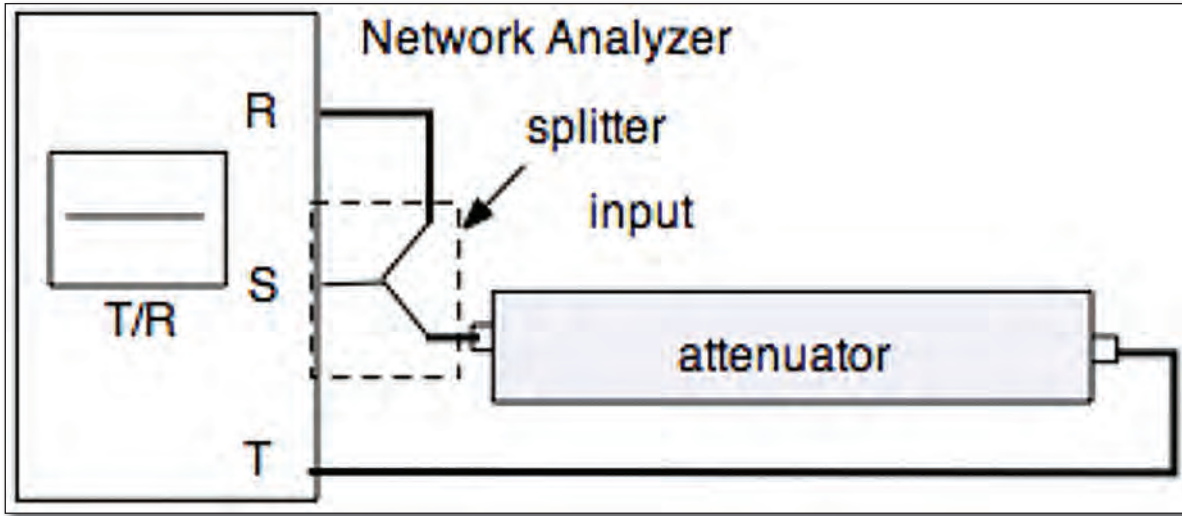 Network Analyzer
R
splitter
input
S
T/R
attenuator
T